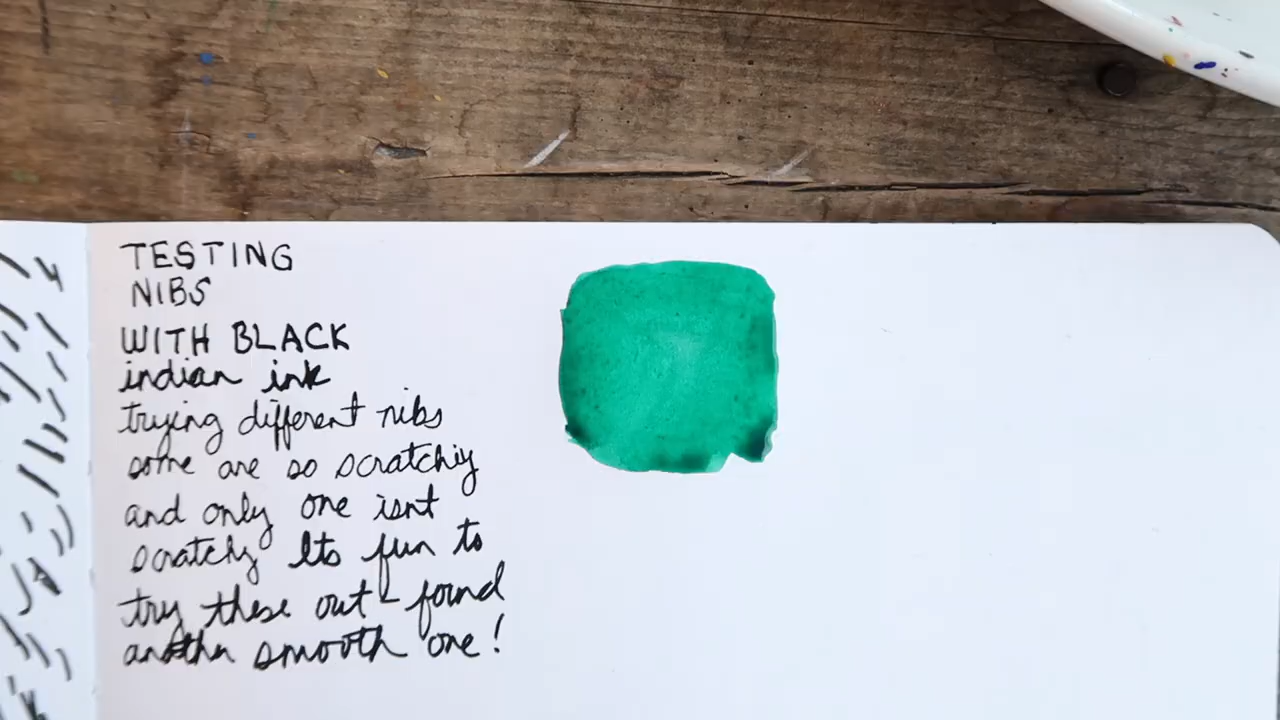 TESTING
NIBS
WITH BLACK
indian ink
trying different nibs
some are so scratchiy
and only one isnt
scratchy Its fun to
try these out - found
another smooth one!